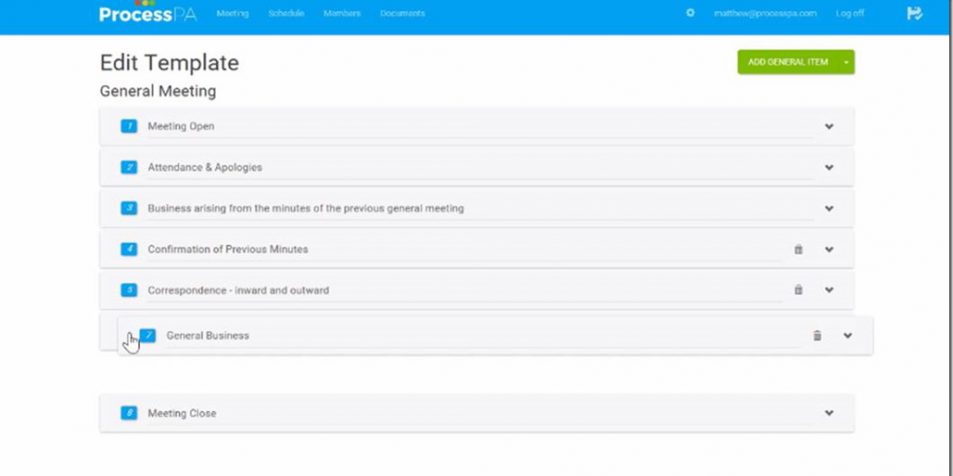 ProcessPA Meeting Schedule Members Documents matthew@processpa.com Log off
Edit Template
ADD GENERAL ITEM
General Meeting
1 Meeting Open
2 Attendance & Apologies
3 Business arising from the minutes of the previous general meeting
4 Confirmation of Previous Minutes
5 Correspondence - inward and outward
7 General Business
8 Meeting Close